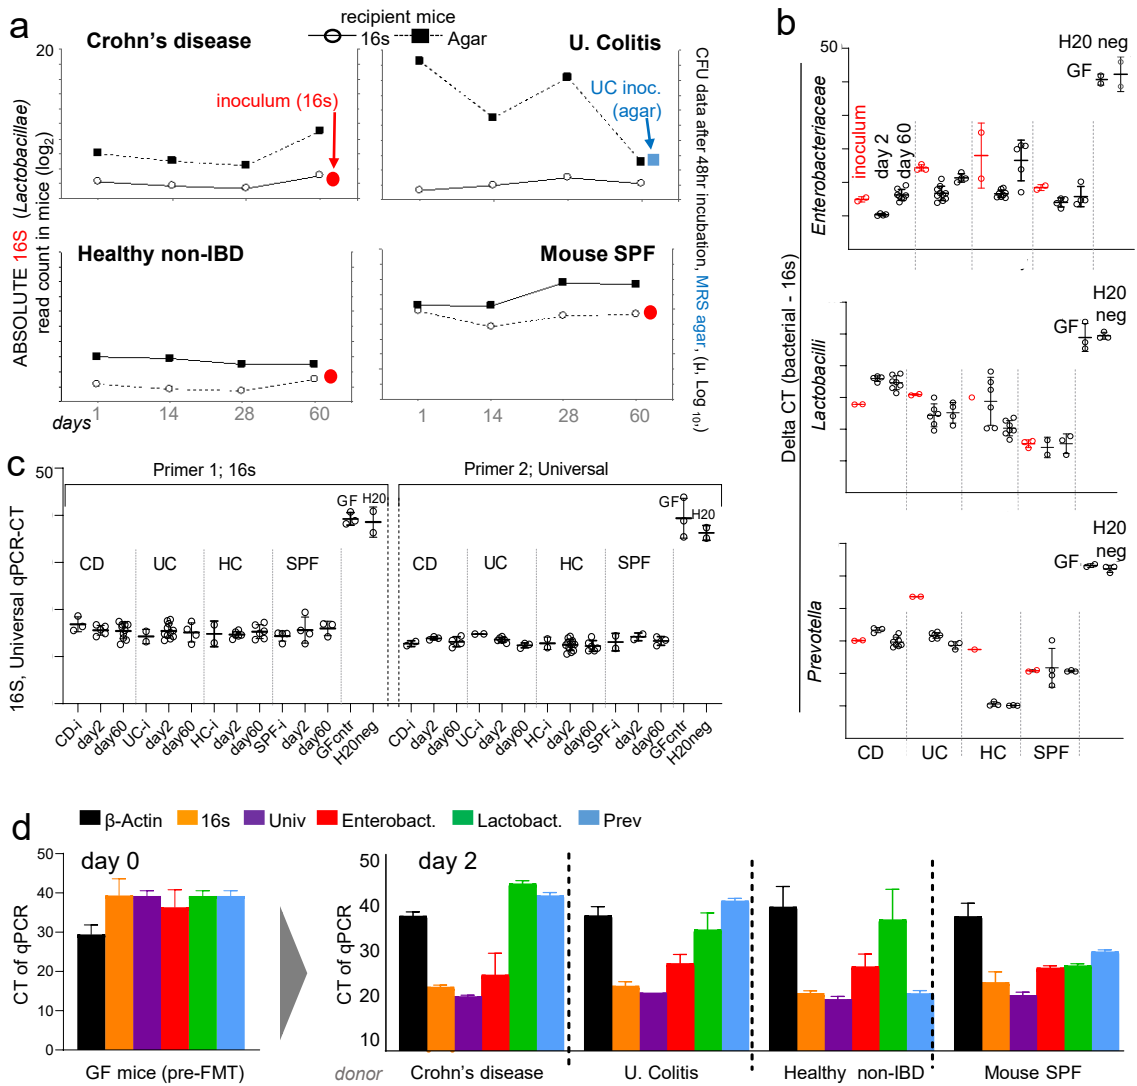 a
recipient mice
16s
Agar
Crohn's disease
U. Colitis
20
inoculum (16s)
UC inoc.
(agar)
Healthy non-IBD
Mouse SPF
ABSOLUTE 16S (Lactobacillae)
read count in mice (log2)
CFU data after 48hr incubation, MRS agar, (µ, Log 10,)
0
days
1 14 28 60
1 14 28 60
b
50
H20 neg
GF
inoculum
day 2
day 60
Enterobacteriaceae
H20
neg
GF
Lactobacilli
Delta CT (bacterial - 16s)
H20
neg
GF
Prevotella
CD UC HC SPF
c
50
Primer 1; 16s
Primer 2; Universal
GF H20
GF H20
CD UC HC SPF
CD UC HC SPF
16S, Universal qPCR-CT
CD-i day2 day60 UC-i day2 day60 HC-i day2 day60 SPF-i day2 day60 GFcntr H20neg
CD-i day2 day60 UC-i day2 day60 HC-i day2 day60 SPF-i day2 day60 GFcntr H20neg
d
β-Actin 16s Univ Enterobact. Lactobact. Prev
day 0
CT of qPCR
50
40
30
20
10
0
GF mice (pre-FMT)
day 2
CT of qPCR
50
40
30
20
10
donor
Crohn's disease U. Colitis Healthy non-IBD Mouse SPF